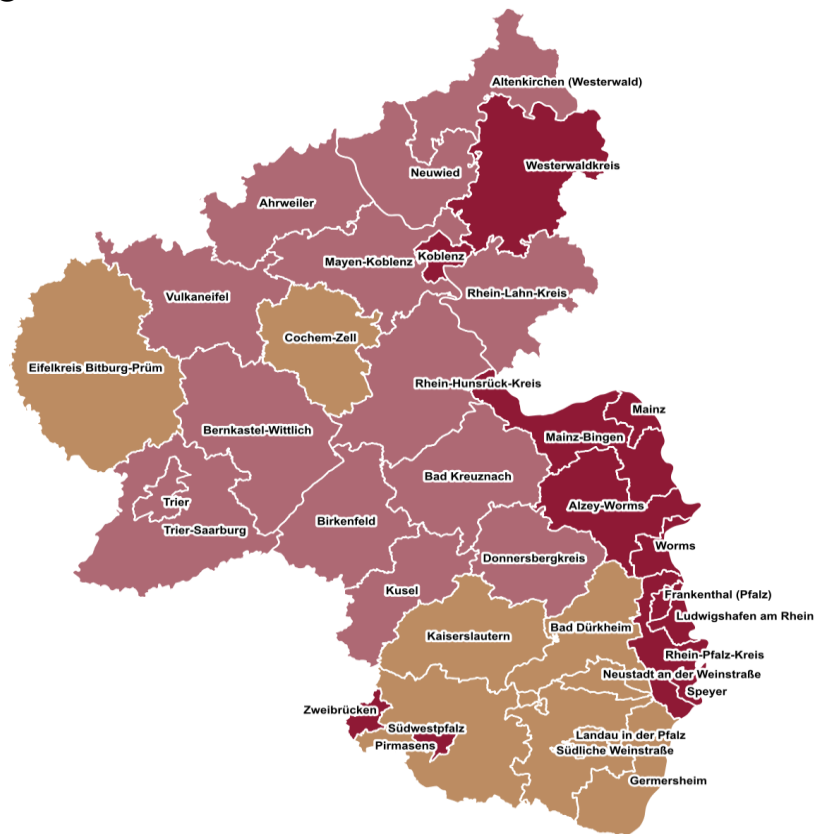 Altenkirchen (Westerwald)
Westerwaldkreis
Neuwied
Ahrweiler
Koblenz
Mayen-Koblenz
Rhein-Lahn-Kreis
Vulkaneifel
Cochem-Zell
Eifelkreis Bitburg-Prüm
Rhein-Hunsrück-Kreis
Mainz
Bernkastel-Wittlich
Mainz-Bingen
Bad Kreuznach
Trier
Alzey-Worms
Birkenfeld
Trier-Saarburg
Worms
Donnersbergkreis
Kusel
Frankenthal (Pfalz)
Ludwigshafen am Rhein
Bad Dürkheim
Kaiserslautern
Rhein-Pfalz-Kreis
Neustadt an der Weinstraße
Speyer
Zweibrücken
Südwestpfalz
Landau in der Pfalz
Pirmasens
Südliche Weinstraße
Germersheim